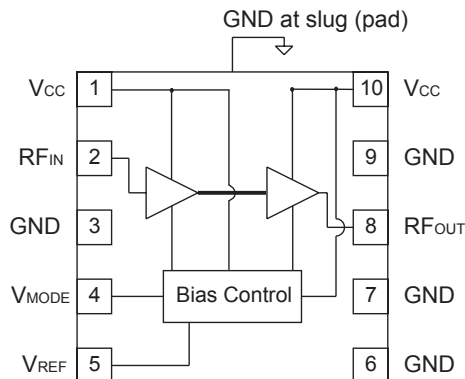 GND at slug (pad)
VCC 1 10 VCC
RFIN 2 9 GND
GND 3 8 RFOUT
VMODE 4 Bias Control 7 GND
VREF 5 6 GND